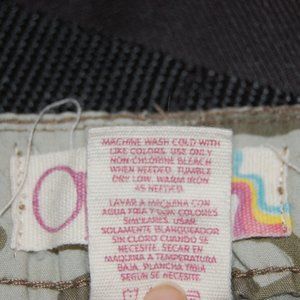 MACHINE WASH COLD WITH
LIKE COLORS. USE ONLY
NON-CHLORINE BLEACH
WHEN NEEDED. TUMBLE
DRY LOW. WARM IRON
AS NEEDED.
LAVAR A MAQUINA CON
AGUA FRIA Y CON COLORES
SIMILARES. USAR
SOLAMENTE BLANQUEADOR
SIN CLORO CUANDO SE
NECESITE. SECAR EN
MAQUINA A TEMPERATURA
BAJA. PLANCHA TIBIA
SEGUN SE NECESITE.